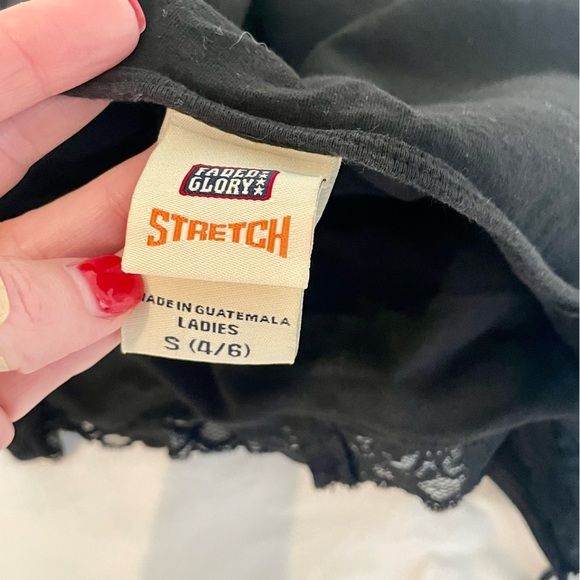 FADED
GLORY
STRETCH
MADE IN GUATEMALA
LADIES
S (4/6)